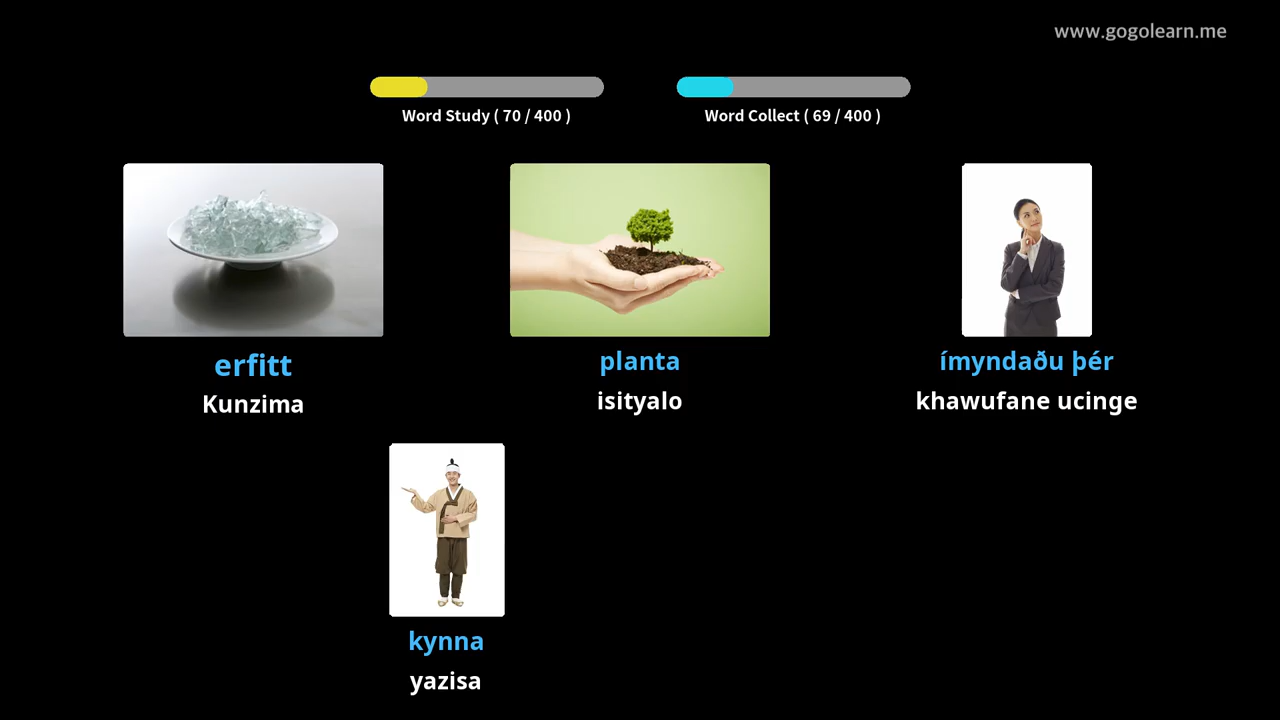 www.gogolearn.me
Word Study ( 70 / 400 )
Word Collect ( 69 / 400 )
erfitt
Kunzima
planta
isityalo
ímyndaðu þér
khawufane ucinge
kynna
yazisa